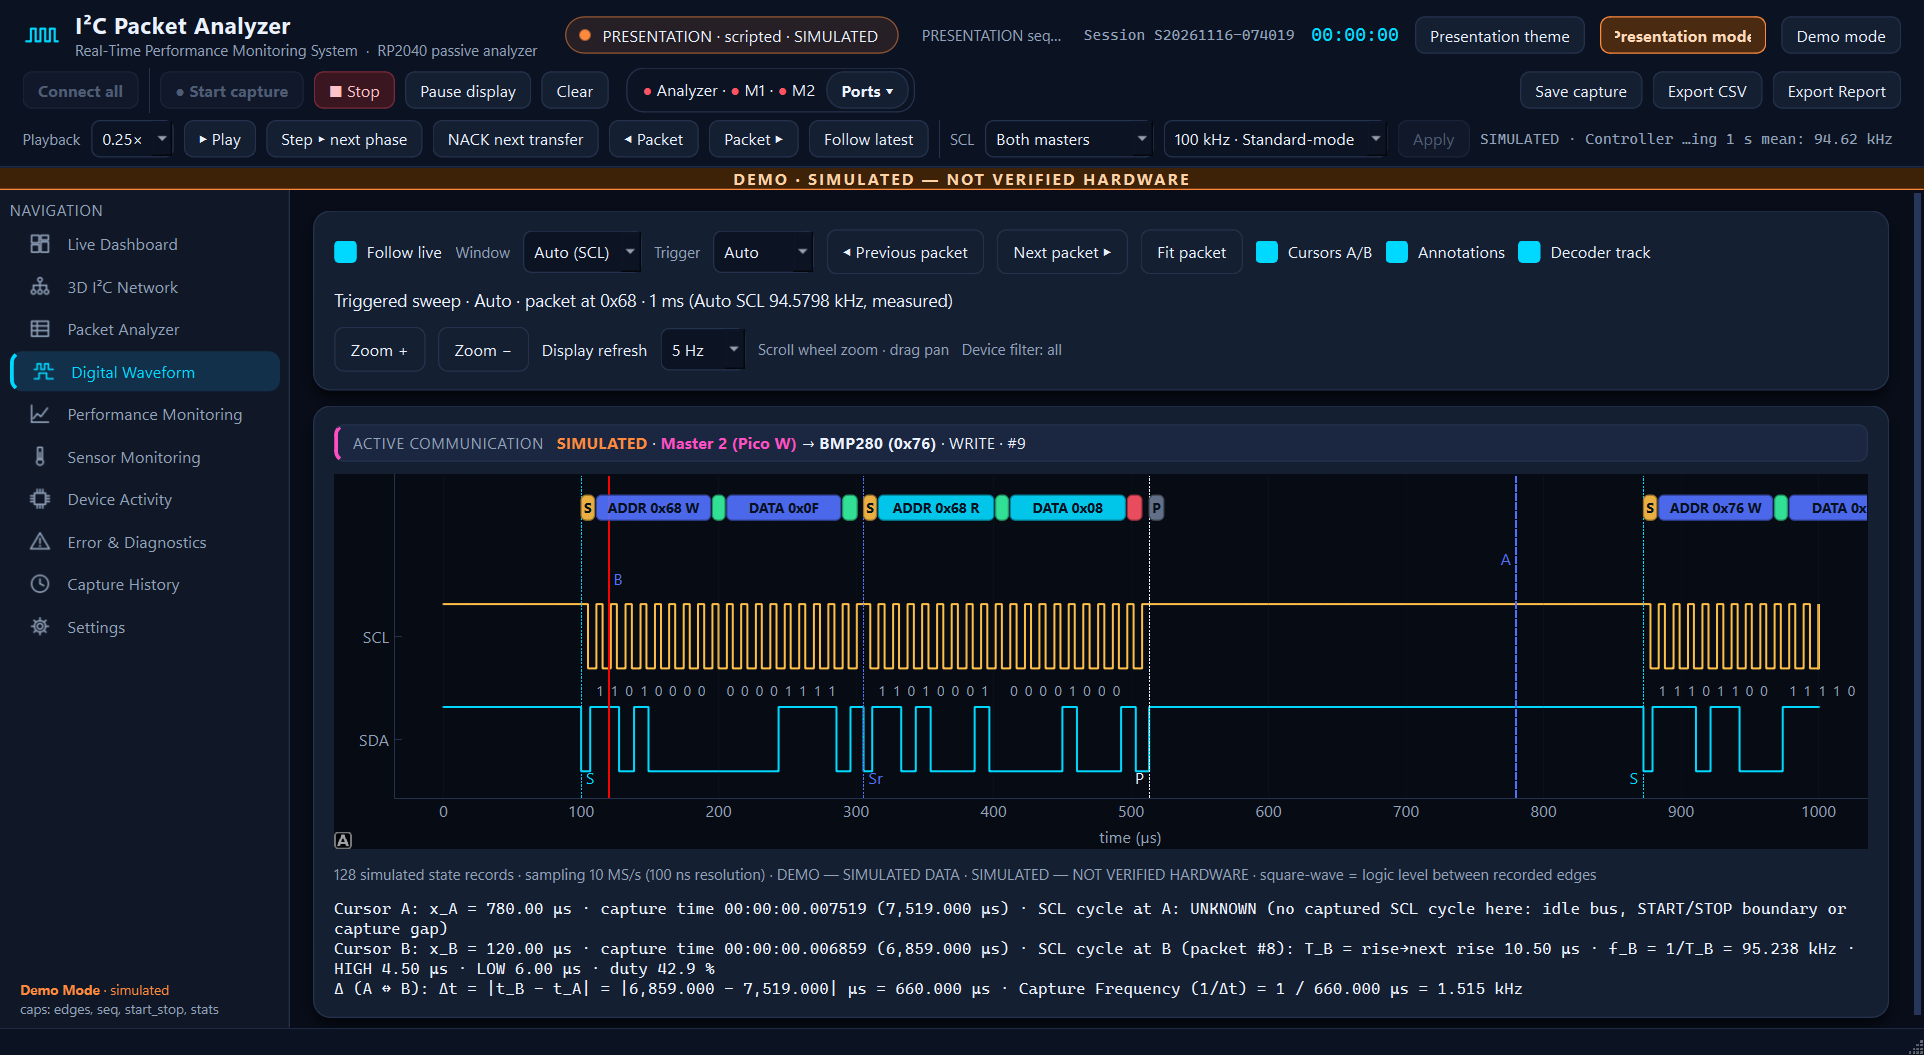 I²C Packet Analyzer
Real-Time Performance Monitoring System · RP2040 passive analyzer
PRESENTATION · scripted · SIMULATED
PRESENTATION seq...
Session S20261116-074019
00:00:00
Presentation theme
Presentation mode
Demo mode
Connect all
● Start capture
■ Stop
Pause display
Clear
● Analyzer · ● M1 · ● M2
Ports ▾
Save capture
Export CSV
Export Report
Playback
0.25×
▸ Play
Step ▸ next phase
NACK next transfer
◂ Packet
Packet ▸
Follow latest
SCL
Both masters
100 kHz · Standard-mode
Apply
SIMULATED · Controller …ing 1 s mean: 94.62 kHz
DEMO · SIMULATED — NOT VERIFIED HARDWARE
NAVIGATION
Live Dashboard
3D I²C Network
Packet Analyzer
Digital Waveform
Performance Monitoring
Sensor Monitoring
Device Activity
Error & Diagnostics
Capture History
Settings
Demo Mode · simulated
caps: edges, seq, start_stop, stats
Follow live
Window
Auto (SCL)
Trigger
Auto
◂ Previous packet
Next packet ▸
Fit packet
Cursors A/B
Annotations
Decoder track
Triggered sweep · Auto · packet at 0x68 · 1 ms (Auto SCL 94.5798 kHz, measured)
Zoom +
Zoom −
Display refresh
5 Hz
Scroll wheel zoom · drag pan
Device filter: all
ACTIVE COMMUNICATION SIMULATED · Master 2 (Pico W) → BMP280 (0x76) · WRITE · #9
S ADDR 0x68 W DATA 0x0F S ADDR 0x68 R DATA 0x08 P S ADDR 0x76 W DATA 0x
A
B
SCL
1 1 0 1 0 0 0 0 0 0 0 0 1 1 1 1 1 1 0 1 0 0 0 1 0 0 0 0 1 0 0 0 1 1 1 0 1 1 0 0 1 1 1 1 0
SDA
S Sr P S
0 100 200 300 400 500 600 700 800 900 1000
time (µs)
A
128 simulated state records · sampling 10 MS/s (100 ns resolution) · DEMO — SIMULATED DATA · SIMULATED — NOT VERIFIED HARDWARE · square-wave = logic level between recorded edges
Cursor A: x_A = 780.00 µs · capture time 00:00:00.007519 (7,519.000 µs) · SCL cycle at A: UNKNOWN (no captured SCL cycle here: idle bus, START/STOP boundary or
capture gap)
Cursor B: x_B = 120.00 µs · capture time 00:00:00.006859 (6,859.000 µs) · SCL cycle at B (packet #8): T_B = rise→next rise 10.50 µs · f_B = 1/T_B = 95.238 kHz ·
HIGH 4.50 µs · LOW 6.00 µs · duty 42.9 %
Δ (A ↔ B): Δt = |t_B − t_A| = |6,859.000 − 7,519.000| µs = 660.000 µs · Capture Frequency (1/Δt) = 1 / 660.000 µs = 1.515 kHz